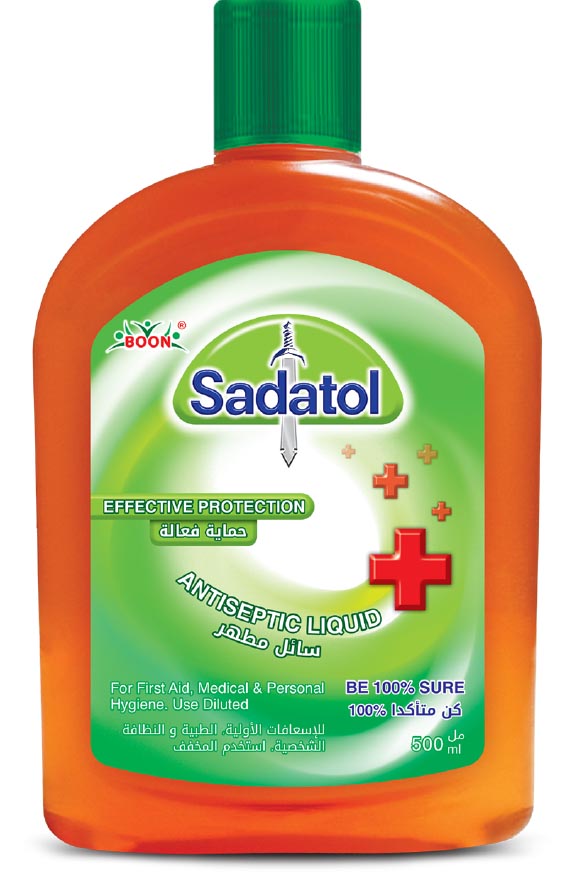 BOON®
Sadatol
EFFECTIVE PROTECTION
حماية فعالة
ANTISEPTIC LIQUID
سائل مطهر
For First Aid, Medical & Personal
Hygiene. Use Diluted
للإسعافات الأولية، الطبية و النظافة
الشخصية، استخدم المخفف
BE 100% SURE
كن متأكدا %100
500 مل ml